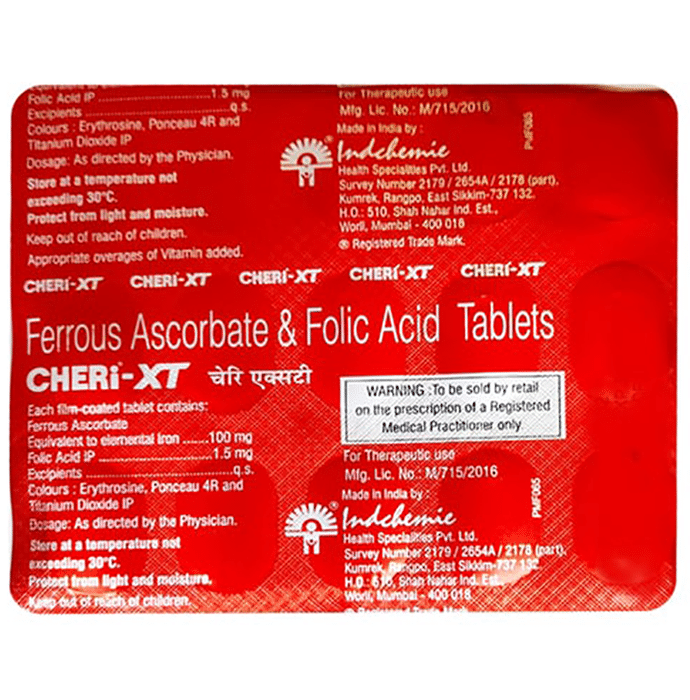 Equivalent to elemental
Folic Acid IP ........................ 1.5 mg
Excipients ........................ q.s.
Colours : Erythrosine, Ponceau 4R and
Titanium Dioxide IP
Dosage: As directed by the Physician.
Store at a temperature not
exceeding 30°C.
Protect from light and moisture.
Keep out of reach of children.
Appropriate overages of Vitamin added.
For Therapeutic use
Mfg. Lic. No.: M/715/2016
Made in India by :
Indchemie
Health Specialities Pvt. Ltd.
Survey Number 2179 / 2654A / 2178 (part),
Kumrek, Rangpo, East Sikkim-737 132.
H.O.: 510, Shah Nahar Ind. Est.,
Worli, Mumbai - 400 018
® Registered Trade Mark.
PMF065
CHERI-XT CHERI-XT CHERI-XT CHERI-XT CHERI-XT
Ferrous Ascorbate & Folic Acid Tablets
CHERI®-XT चेरि एक्सटी
Each film-coated tablet contains:
Ferrous Ascorbate
Equivalent to elemental Iron ....... 100 mg
Folic Acid IP ........................ 1.5 mg
Excipients ........................ q.s.
Colours : Erythrosine, Ponceau 4R and
Titanium Dioxide IP
Dosage: As directed by the Physician.
Store at a temperature not
exceeding 30°C.
Protect from light and moisture.
Keep out of reach of children.
WARNING :To be sold by retail
on the prescription of a Registered
Medical Practitioner only.
For Therapeutic use
Mfg. Lic. No.: M/715/2016
Made in India by :
Indchemie
Health Specialities Pvt. Ltd.
Survey Number 2179 / 2654A / 2178 (part),
Kumrek, Rangpo, East Sikkim-737 132.
H.O.: 510, Shah Nahar Ind. Est.,
Worli, Mumbai - 400 018
® Registered Trade Mark
PMF065